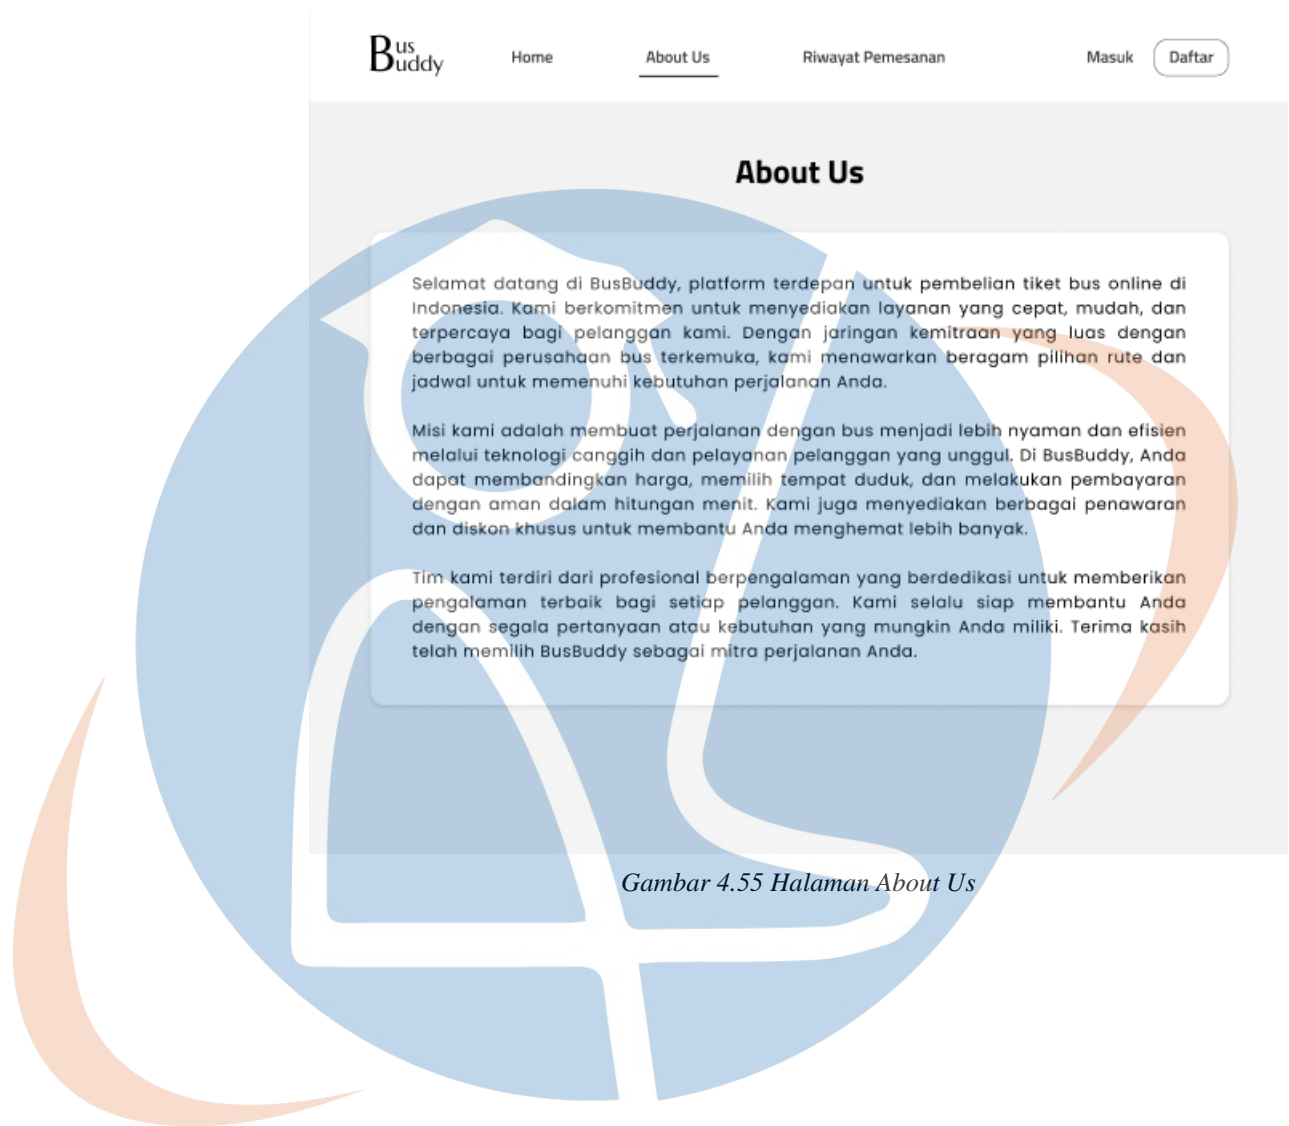 Bus Buddy
Home
About Us
Riwayat Pemesanan
Masuk
Daftar
About Us
Selamat datang di BusBuddy, platform terdepan untuk pembelian tiket bus online di
Indonesia. Kami berkomitmen untuk menyediakan layanan yang cepat, mudah, dan
terpercaya bagi pelanggan kami. Dengan jaringan kemitraan yang luas dengan
berbagai perusahaan bus terkemuka, kami menawarkan beragam pilihan rute dan
jadwal untuk memenuhi kebutuhan perjalanan Anda.
Misi kami adalah membuat perjalanan dengan bus menjadi lebih nyaman dan efisien
melalui teknologi canggih dan pelayanan pelanggan yang unggul. Di BusBuddy, Anda
dapat membandingkan harga, memilih tempat duduk, dan melakukan pembayaran
dengan aman dalam hitungan menit. Kami juga menyediakan berbagai penawaran
dan diskon khusus untuk membantu Anda menghemat lebih banyak.
Tim kami terdiri dari profesional berpengalaman yang berdedikasi untuk memberikan
pengalaman terbaik bagi setiap pelanggan. Kami selalu siap membantu Anda
dengan segala pertanyaan atau kebutuhan yang mungkin Anda miliki. Terima kasih
telah memilih BusBuddy sebagai mitra perjalanan Anda.
Gambar 4.55 Halaman About Us